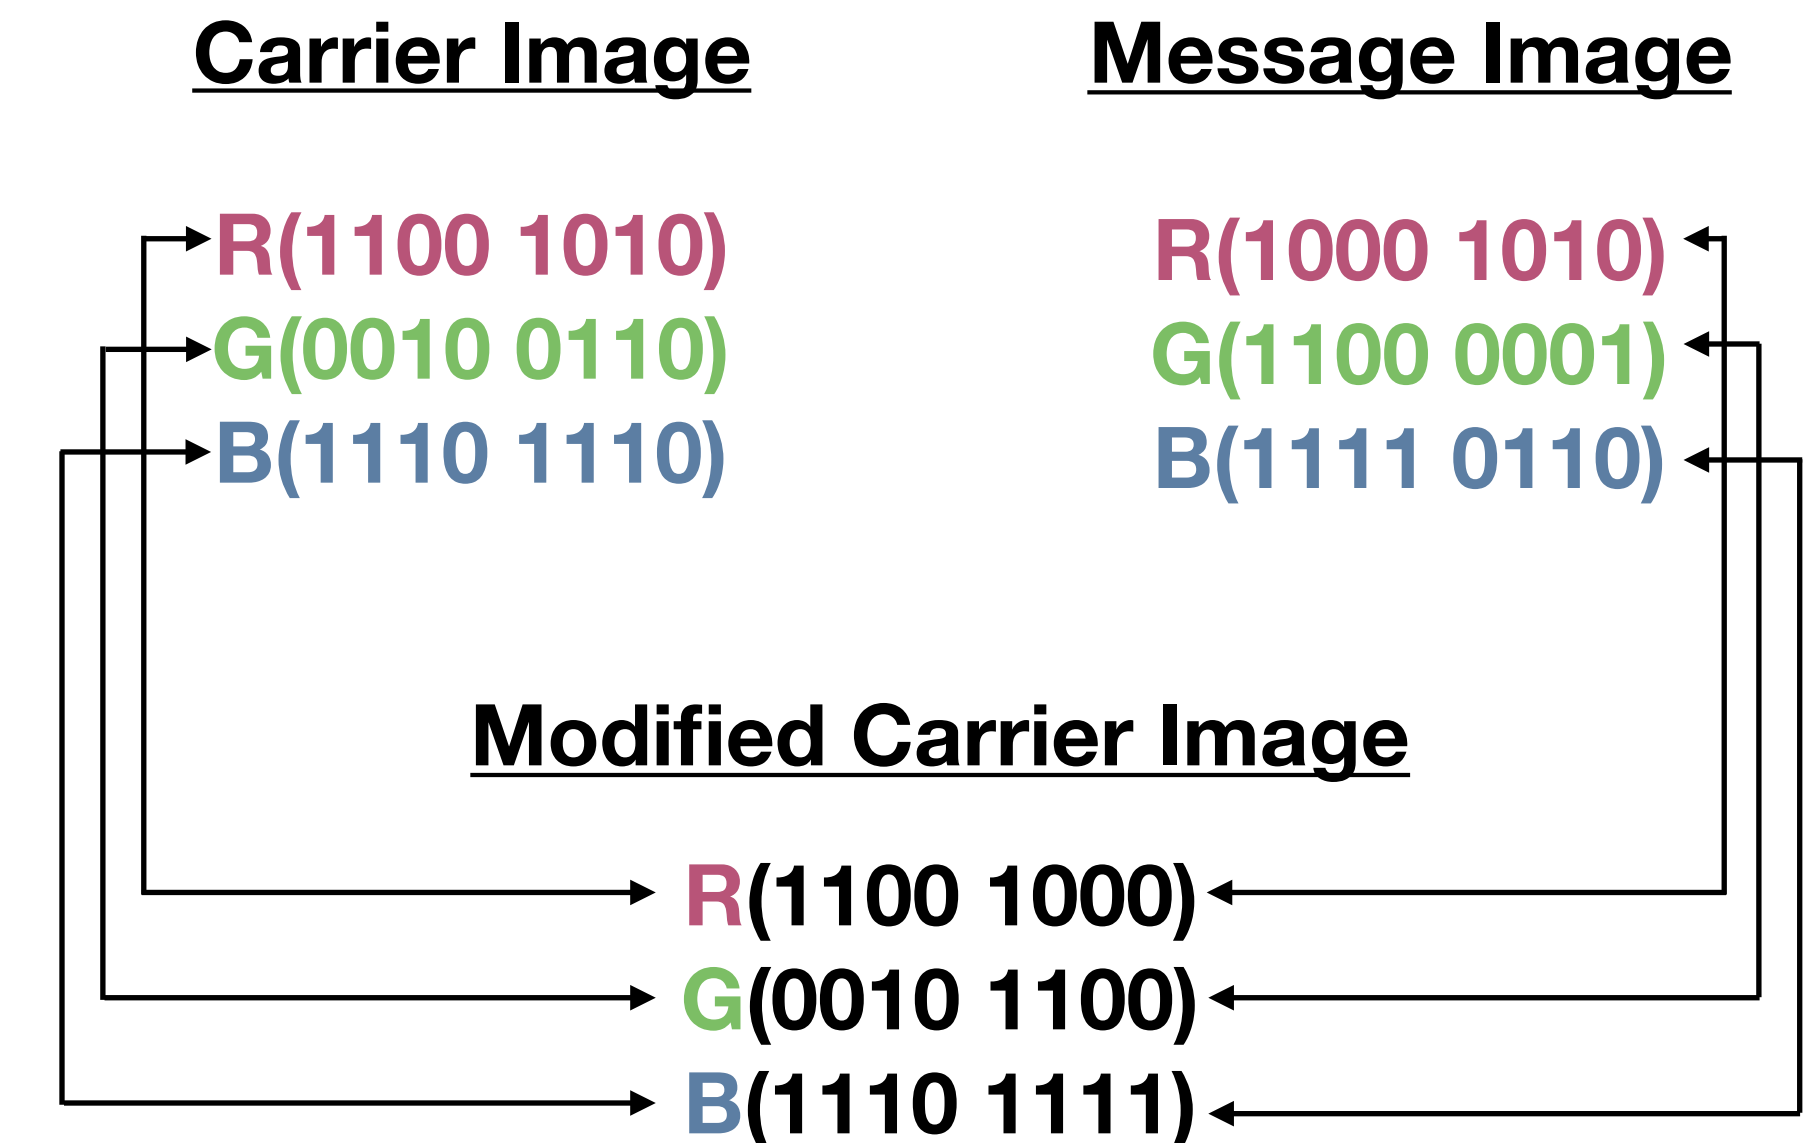 Carrier Image
R(1100 1010)
G(0010 0110)
B(1110 1110)
Message Image
R(1000 1010)
G(1100 0001)
B(1111 0110)
Modified Carrier Image
R(1100 1000)
G(0010 1100)
B(1110 1111)